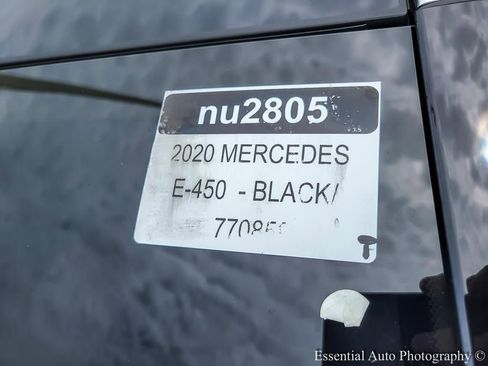 nu2805
2020 MERCEDES
E-450 - BLACK/
Essential Auto Photography (c)